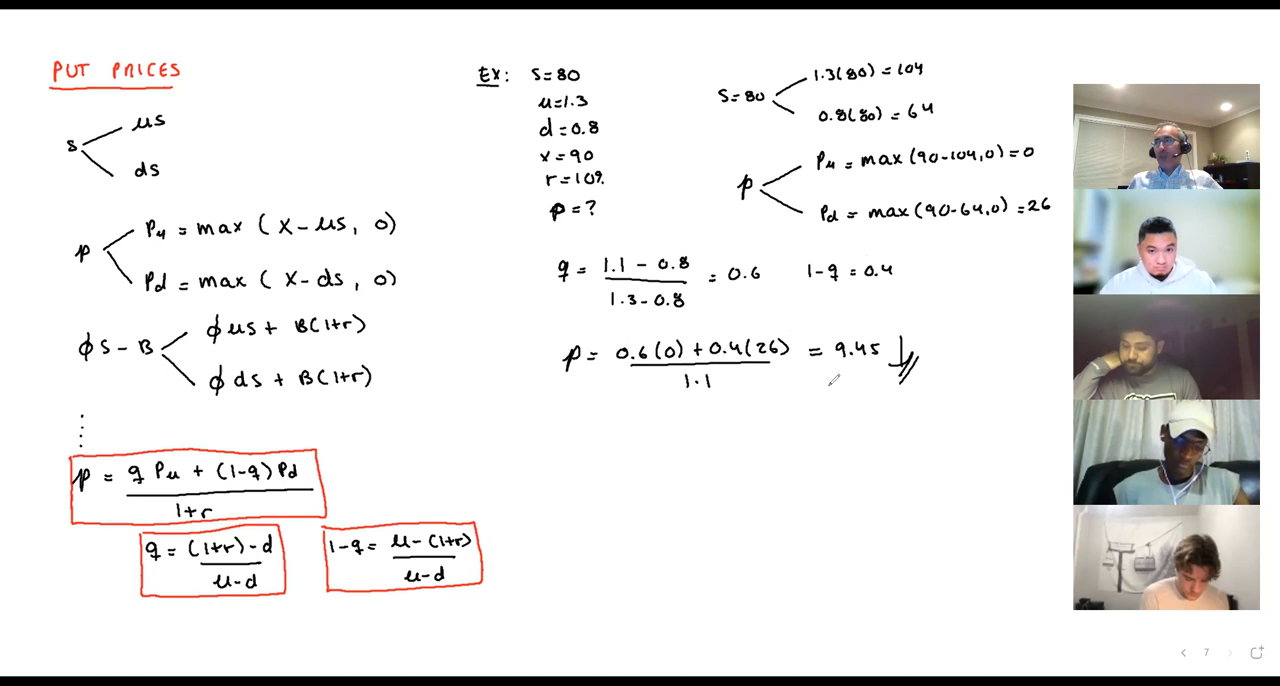 PUT PRICES
S
us
ds
p
Pu = max ( X - us, 0)
Pd = max ( X - ds, 0)
ϕS - B
ϕus + B(1+r)
ϕds + B(1+r)
p = q Pu + (1-q) Pd
1+r
q = (1+r) - d
u - d
1-q = u - (1+r)
u - d
EX: S=80
u=1.3
d=0.8
x=90
r=10%
p=?
S=80
1.3(80) = 104
0.8(80) = 64
p
Pu = max (90-104,0) = 0
Pd = max (90-64,0) = 26
q = 1.1 - 0.8 = 0.6
1.3 - 0.8
1-q = 0.4
p = 0.6(0) + 0.4(26) = 9.45
1.1
7